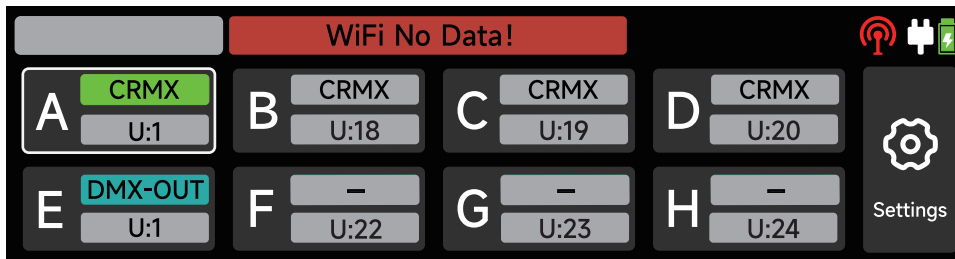 WiFi No Data!
A CRMX B CRMX C CRMX D CRMX
U:1 U:18 U:19 U:20
E DMX-OUT F – G – H –
U:1 U:22 U:23 U:24
Settings